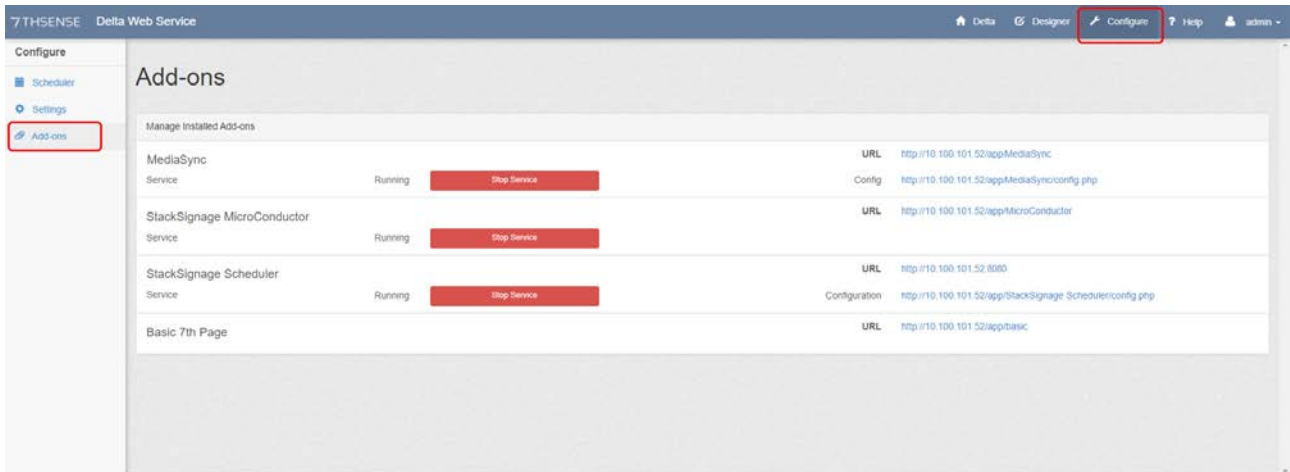 7THSENSE Delta Web Service Delta Designer Configure ? Help admin
Configure
Scheduler
Settings
Add-ons
Add-ons
Manage Installed Add-ons
MediaSync URL http://10.100.101.52/app/MediaSync
Service Running Stop Service Config http://10.100.101.52/app/MediaSync/config.php
StackSignage MicroConductor URL http://10.100.101.52/app/MicroConductor
Service Running Stop Service
StackSignage Scheduler URL http://10.100.101.52:8080
Service Running Stop Service Configuration http://10.100.101.52/app/StackSignage Scheduler/config.php
Basic 7th Page URL http://10.100.101.52/app/basic